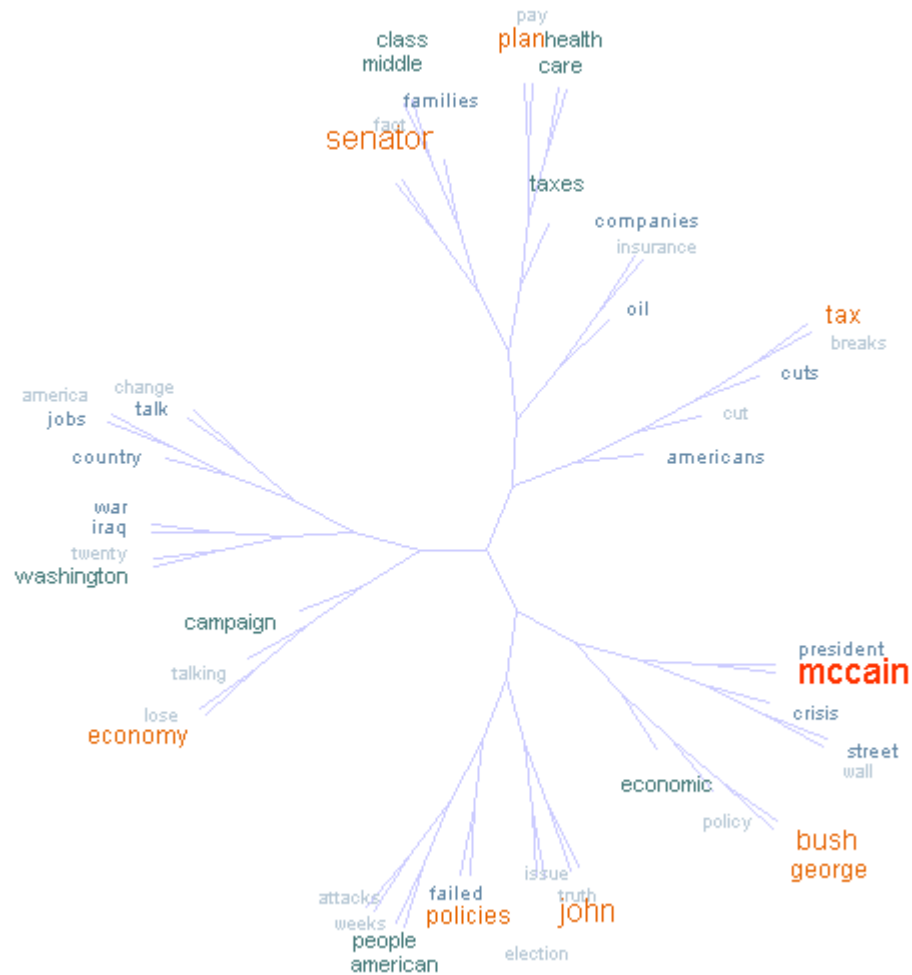 pay
plan health
class
care
middle
families
fact
senator
taxes
companies
insurance
oil
tax
breaks
cuts
change
america
talk
cut
jobs
country
americans
war
iraq
twenty
washington
campaign
president
talking
mccain
lose
crisis
economy
street
wall
economic
policy
bush
george
issue
failed
attacks
truth
john
policies
weeks
people
election
american